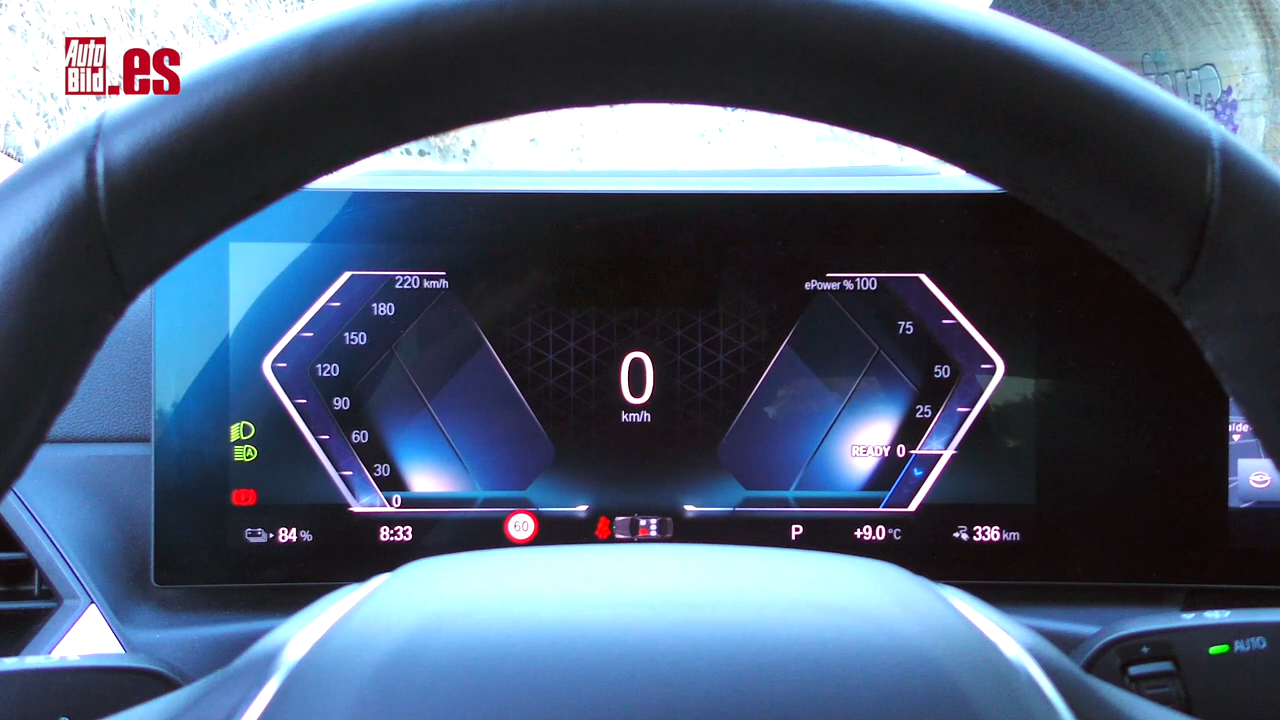 Auto
Bild
.es
220 km/h
180
150
120
90
60
30
0
0
km/h
ePower % 100
75
50
25
READY 0
A
84 %
8:33
60
P
+9.0 °C
336 km
AUTO